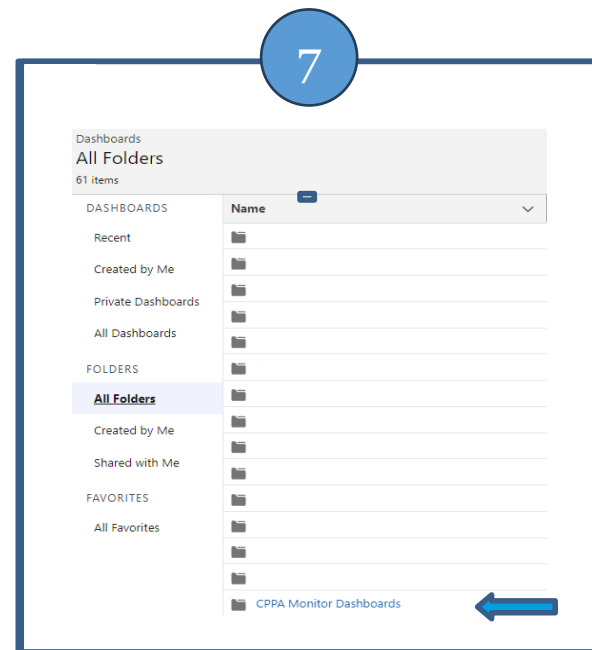 7
Dashboards
All Folders
61 items
DASHBOARDS
Recent
Created by Me
Private Dashboards
All Dashboards
FOLDERS
All Folders
Created by Me
Shared with Me
FAVORITES
All Favorites
Name
CPPA Monitor Dashboards